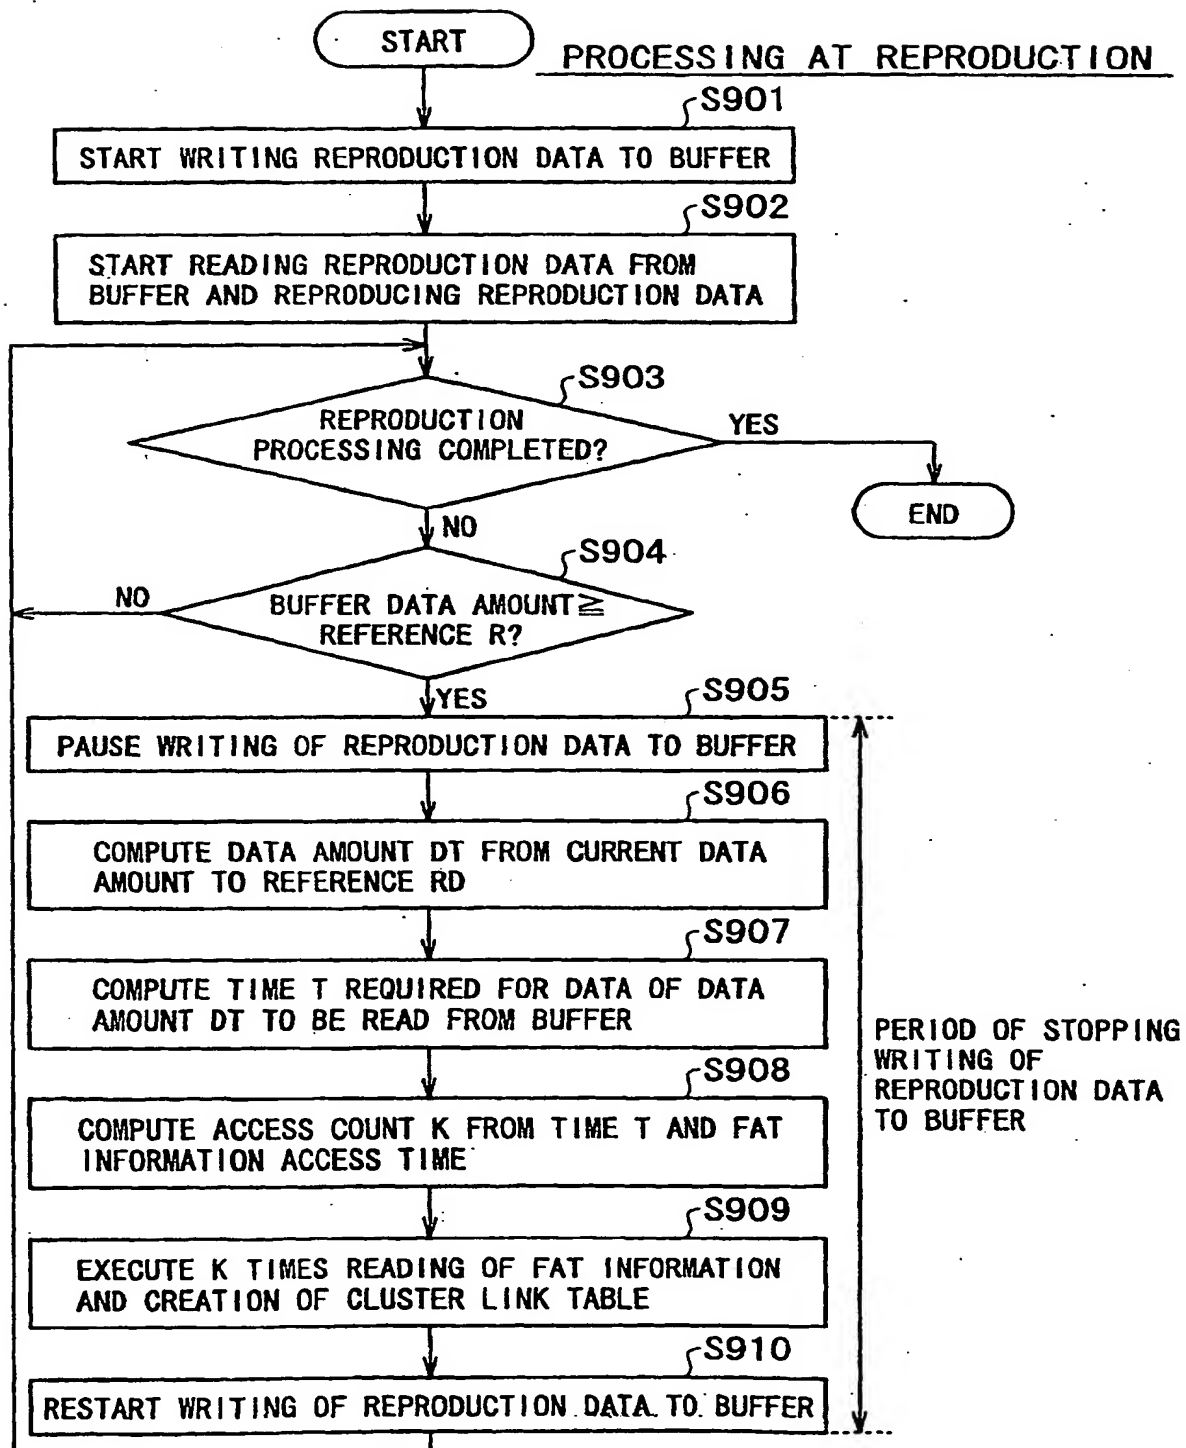 START
PROCESSING AT REPRODUCTION
S901
START WRITING REPRODUCTION DATA TO BUFFER
S902
START READING REPRODUCTION DATA FROM
BUFFER AND REPRODUCING REPRODUCTION DATA
S903
REPRODUCTION
PROCESSING COMPLETED?
YES
END
NO
S904
NO
BUFFER DATA AMOUNT≧
REFERENCE R?
YES
S905
PAUSE WRITING OF REPRODUCTION DATA TO BUFFER
S906
COMPUTE DATA AMOUNT DT FROM CURRENT DATA
AMOUNT TO REFERENCE RD
S907
COMPUTE TIME T REQUIRED FOR DATA OF DATA
AMOUNT DT TO BE READ FROM BUFFER
PERIOD OF STOPPING
WRITING OF
REPRODUCTION DATA
TO BUFFER
S908
COMPUTE ACCESS COUNT K FROM TIME T AND FAT
INFORMATION ACCESS TIME
S909
EXECUTE K TIMES READING OF FAT INFORMATION
AND CREATION OF CLUSTER LINK TABLE
S910
RESTART WRITING OF REPRODUCTION DATA TO BUFFER